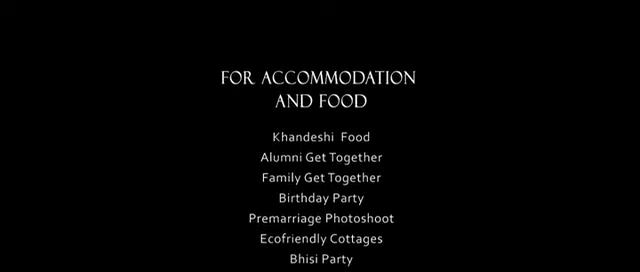 FOR ACCOMMODATION
AND FOOD
Khandeshi Food
Alumni Get Together
Family Get Together
Birthday Party
Premarriage Photoshoot
Ecofriendly Cottages
Bhisi Party